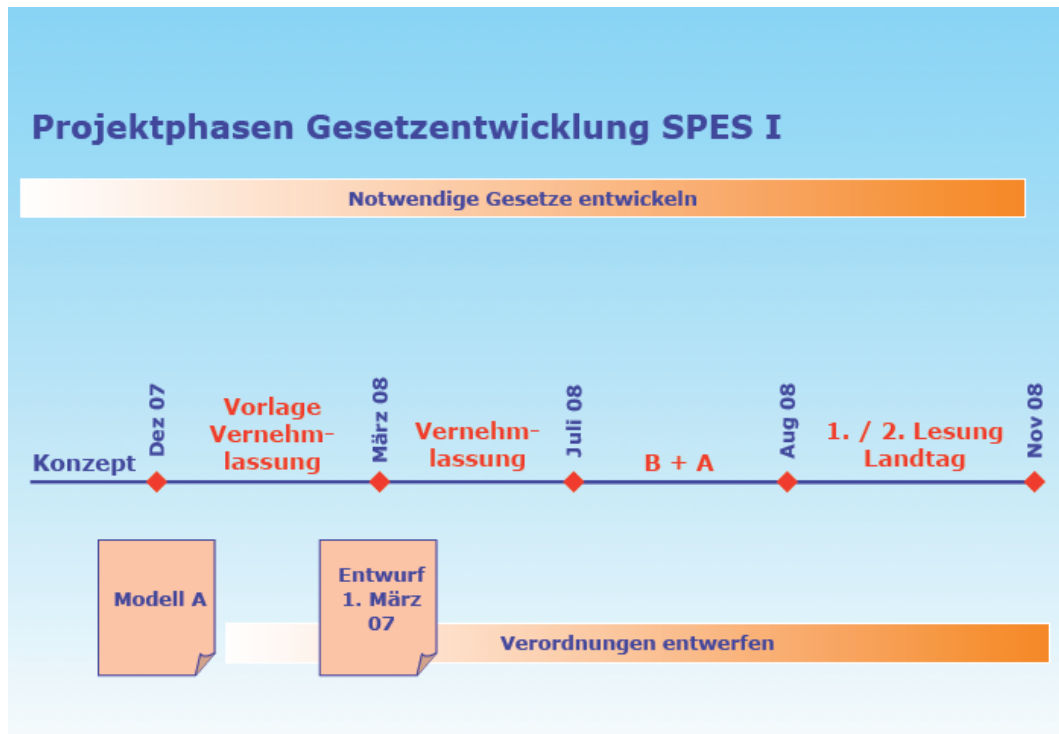 Projektphasen Gesetzentwicklung SPES I
Notwendige Gesetze entwickeln
Konzept
Dez 07
Vorlage
Vernehm-
lassung
März 08
Vernehm-
lassung
Juli 08
B + A
Aug 08
1. / 2. Lesung
Landtag
Nov 08
Modell A
Entwurf
1. März
07
Verordnungen entwerfen